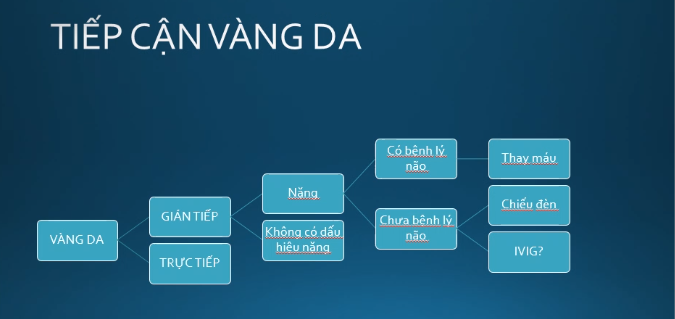 TIẾP CẬN VÀNG DA
VÀNG DA
GIÁN TIẾP
TRỰC TIẾP
Nặng
Không có dấu
hiệu nặng
Có bệnh lý
não
Chưa bệnh lý
não
Thay máu
Chiếu đèn
IVIG?